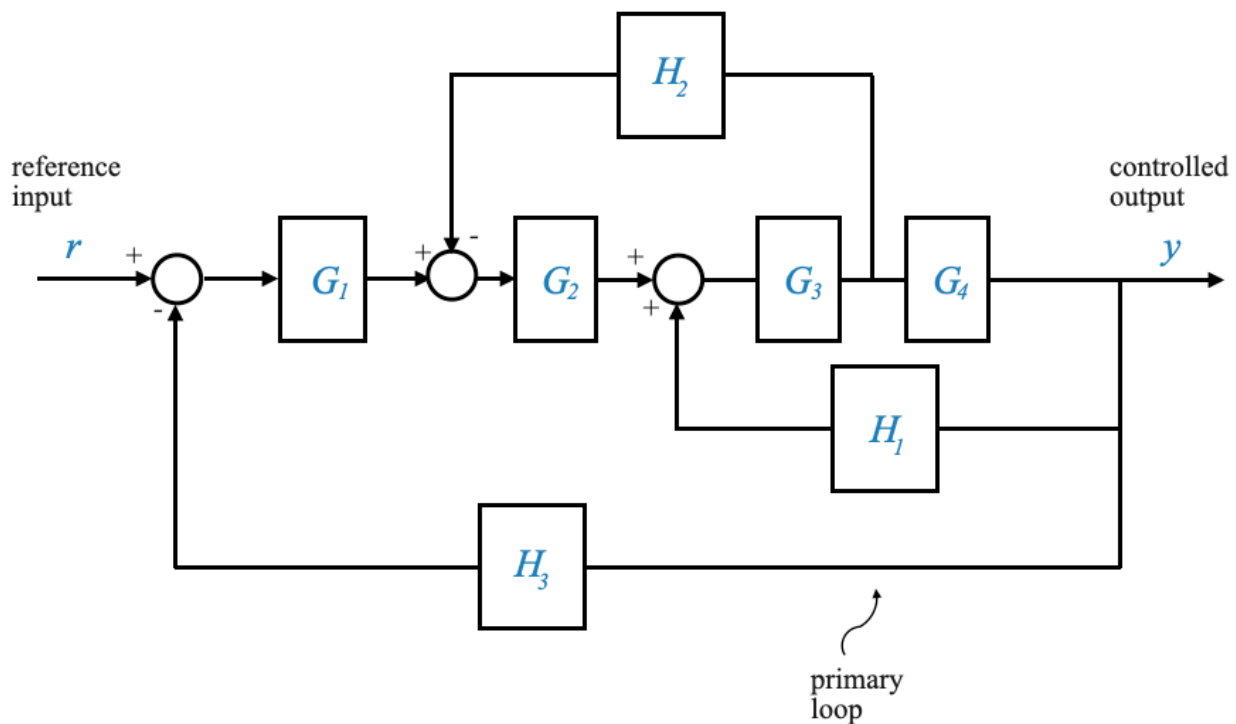 H2
reference
input
controlled
output
r
+
G1
+
-
G2
+
+
G3
G4
y
-
H1
H3
primary
loop